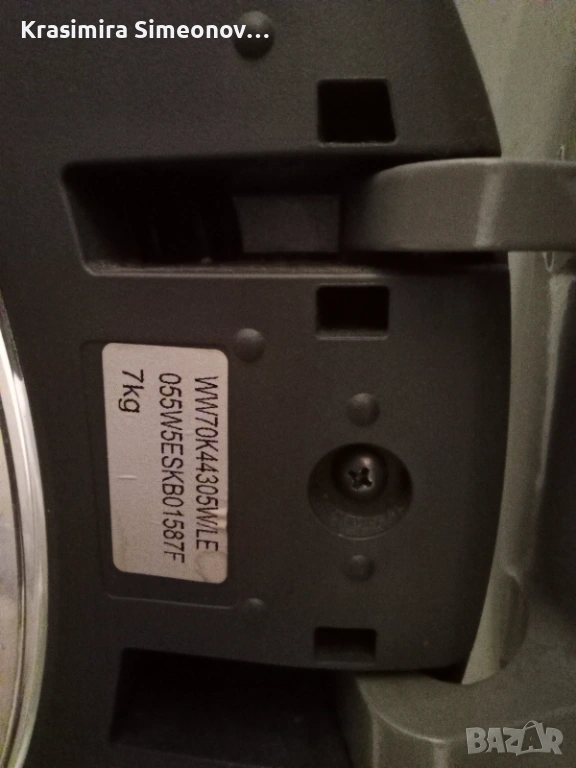 Krasimira Simeonov...
WW70K44305W/LE
055W5ESKB01587F
7kg
BAZAR